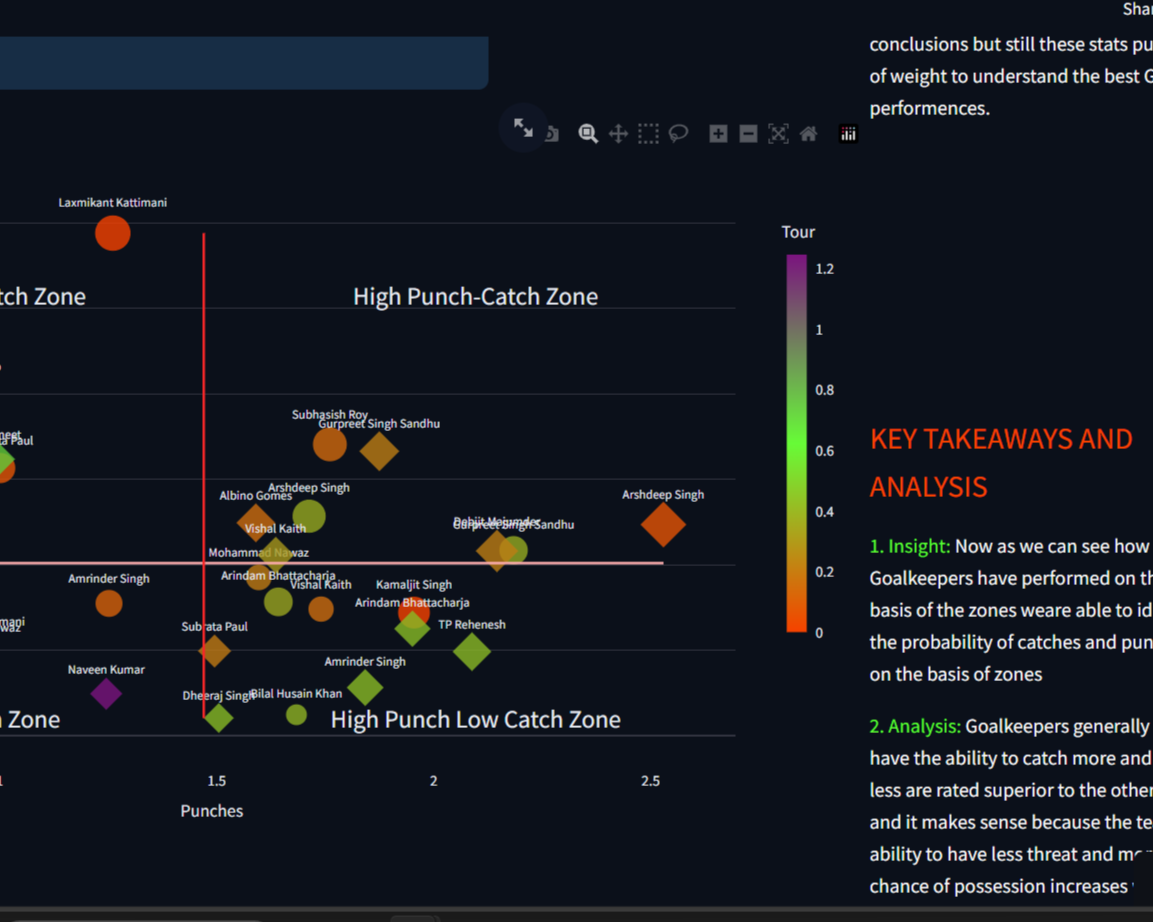 conclusions but still these stats pu
of weight to understand the best G
performences.
Laxmikant Kattimani
Tour
tch Zone
High Punch-Catch Zone
1.2
1
0.8
0.6
0.4
0.2
0
Subhasish Roy
Gurpreet Singh Sandhu
a Paul
Arshdeep Singh
Albino Gomes
Arshdeep Singh
Gurpreet Singh Sandhu
Vishal Kaith
Mohammad Nawaz
Arindam Bhattacharja
Amrinder Singh
Vishal Kaith
Kamaljit Singh
Arindam Bhattacharja
TP Rehenesh
Subrata Paul
Amrinder Singh
Naveen Kumar
Dheeraj Singh
Bilal Husain Khan
Zone
High Punch Low Catch Zone
1.5
2
2.5
Punches
KEY TAKEAWAYS AND
ANALYSIS
1. Insight: Now as we can see how
Goalkeepers have performed on th
basis of the zones weare able to id
the probability of catches and pun
on the basis of zones
2. Analysis: Goalkeepers generally
have the ability to catch more and
less are rated superior to the other
and it makes sense because the te
ability to have less threat and
chance of possession increases